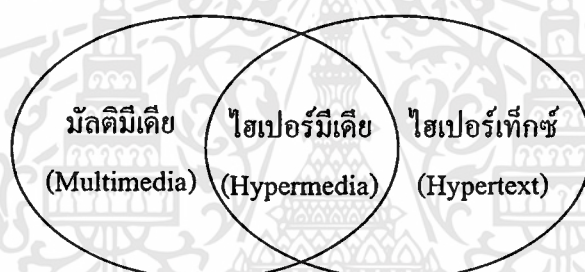 มัลติมีเดีย
(Multimedia)
ไฮเปอร์มีเดีย
(Hypermedia)
ไฮเปอร์เท็กซ์
(Hypertext)